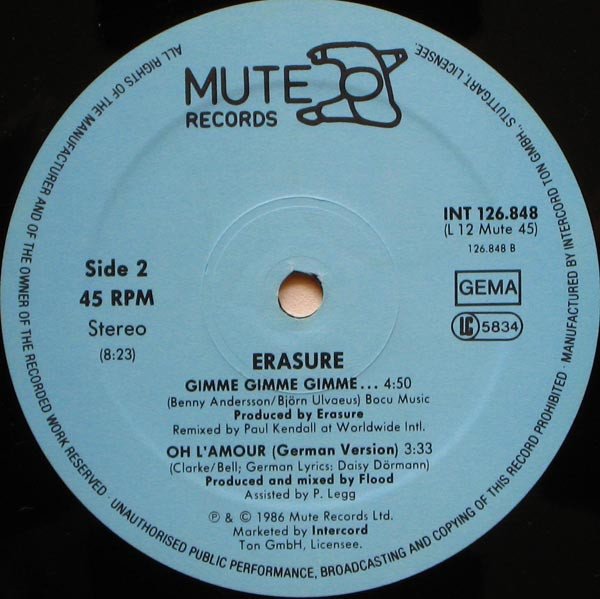 MUTE
RECORDS
INT 126.848
(L 12 Mute 45)
126.848 B
Side 2
45 RPM
Stereo
(8:23)
GEMA
LC 5834
ERASURE
GIMME GIMME GIMME... 4:50
(Benny Andersson/Björn Ulvaeus) Bocu Music
Produced by Erasure
Remixed by Paul Kendall at Worldwide Intl.
OH L'AMOUR (German Version) 3:33
(Clarke/Bell; German Lyrics: Daisy Dörmann)
Produced and mixed by Flood
Assisted by P. Legg
℗ & © 1986 Mute Records Ltd.
Marketed by Intercord
Ton GmbH, Licensee.
ALL RIGHTS OF THE MANUFACTURER AND OF THE OWNER OF THE RECORDED WORK RESERVED · UNAUTHORISED PUBLIC PERFORMANCE, BROADCASTING AND COPYING OF THIS RECORD PROHIBITED · MANUFACTURED BY INTERCORD TON GMBH., STUTTGART, LICENSEE.